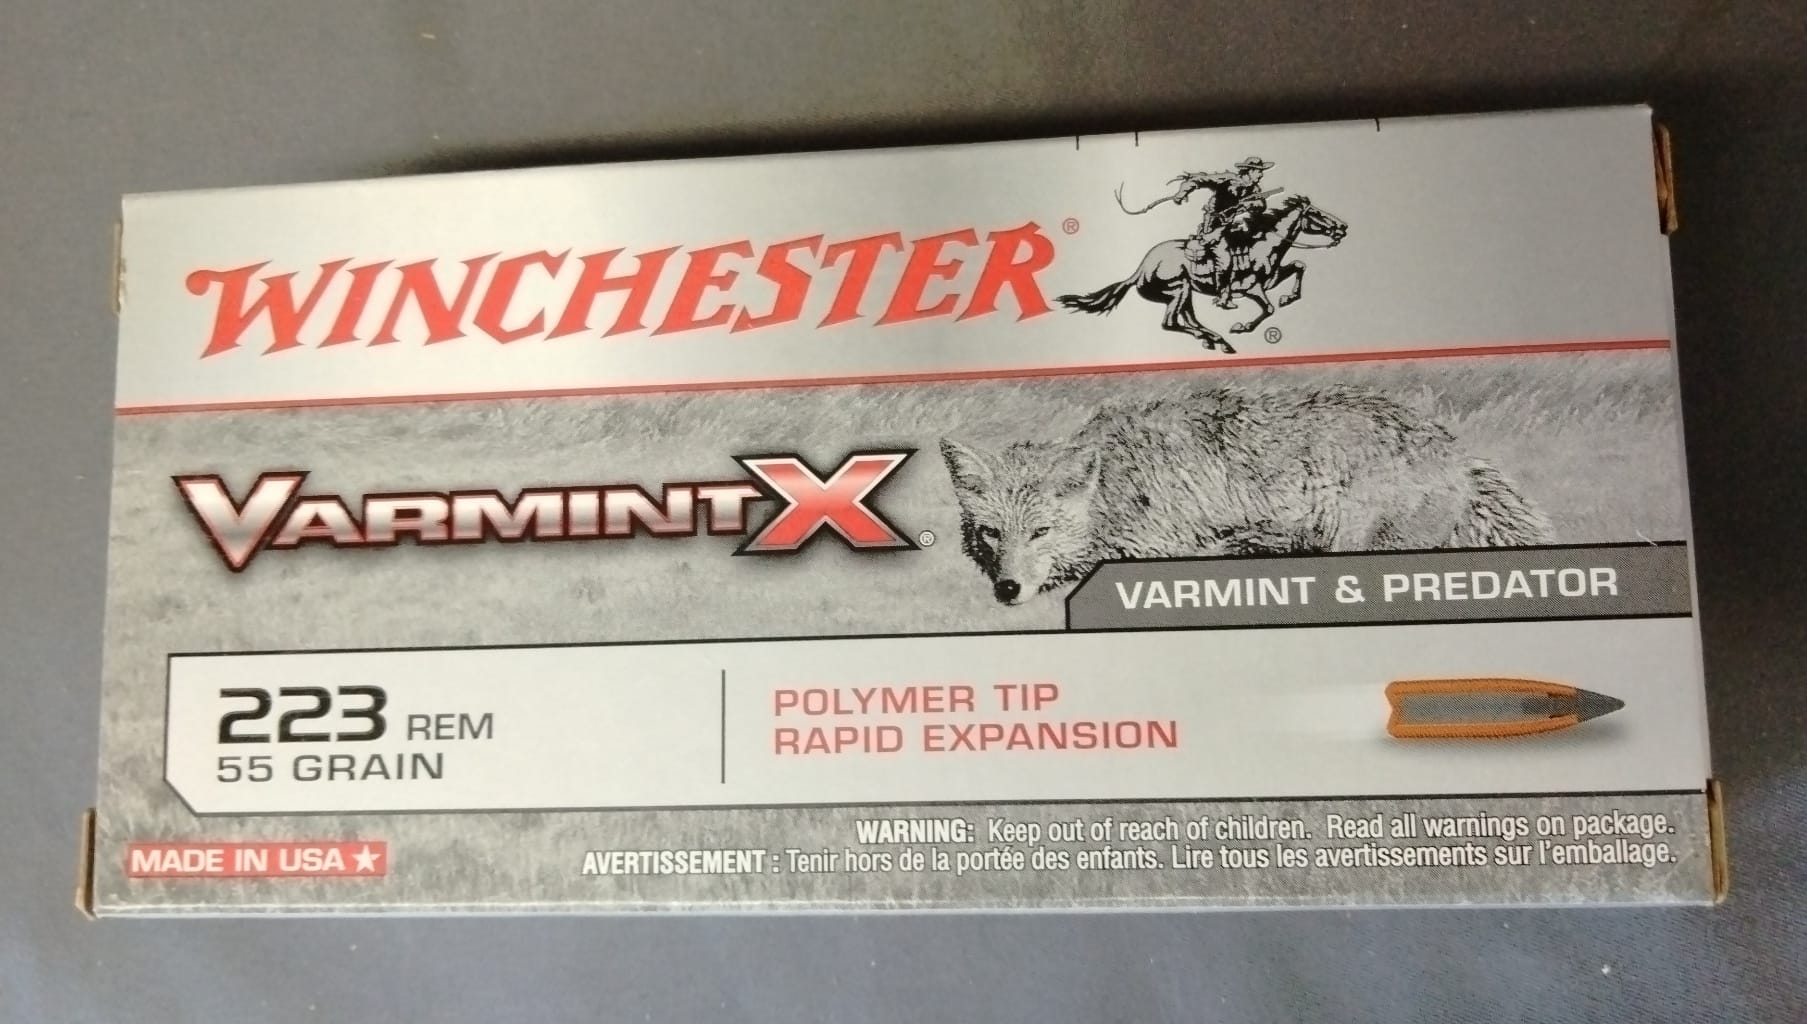 WINCHESTER®
®
VARMINT X®
VARMINT & PREDATOR
223 REM
55 GRAIN
POLYMER TIP
RAPID EXPANSION
MADE IN USA ★
WARNING: Keep out of reach of children. Read all warnings on package.
AVERTISSEMENT : Tenir hors de la portée des enfants. Lire tous les avertissements sur l'emballage.